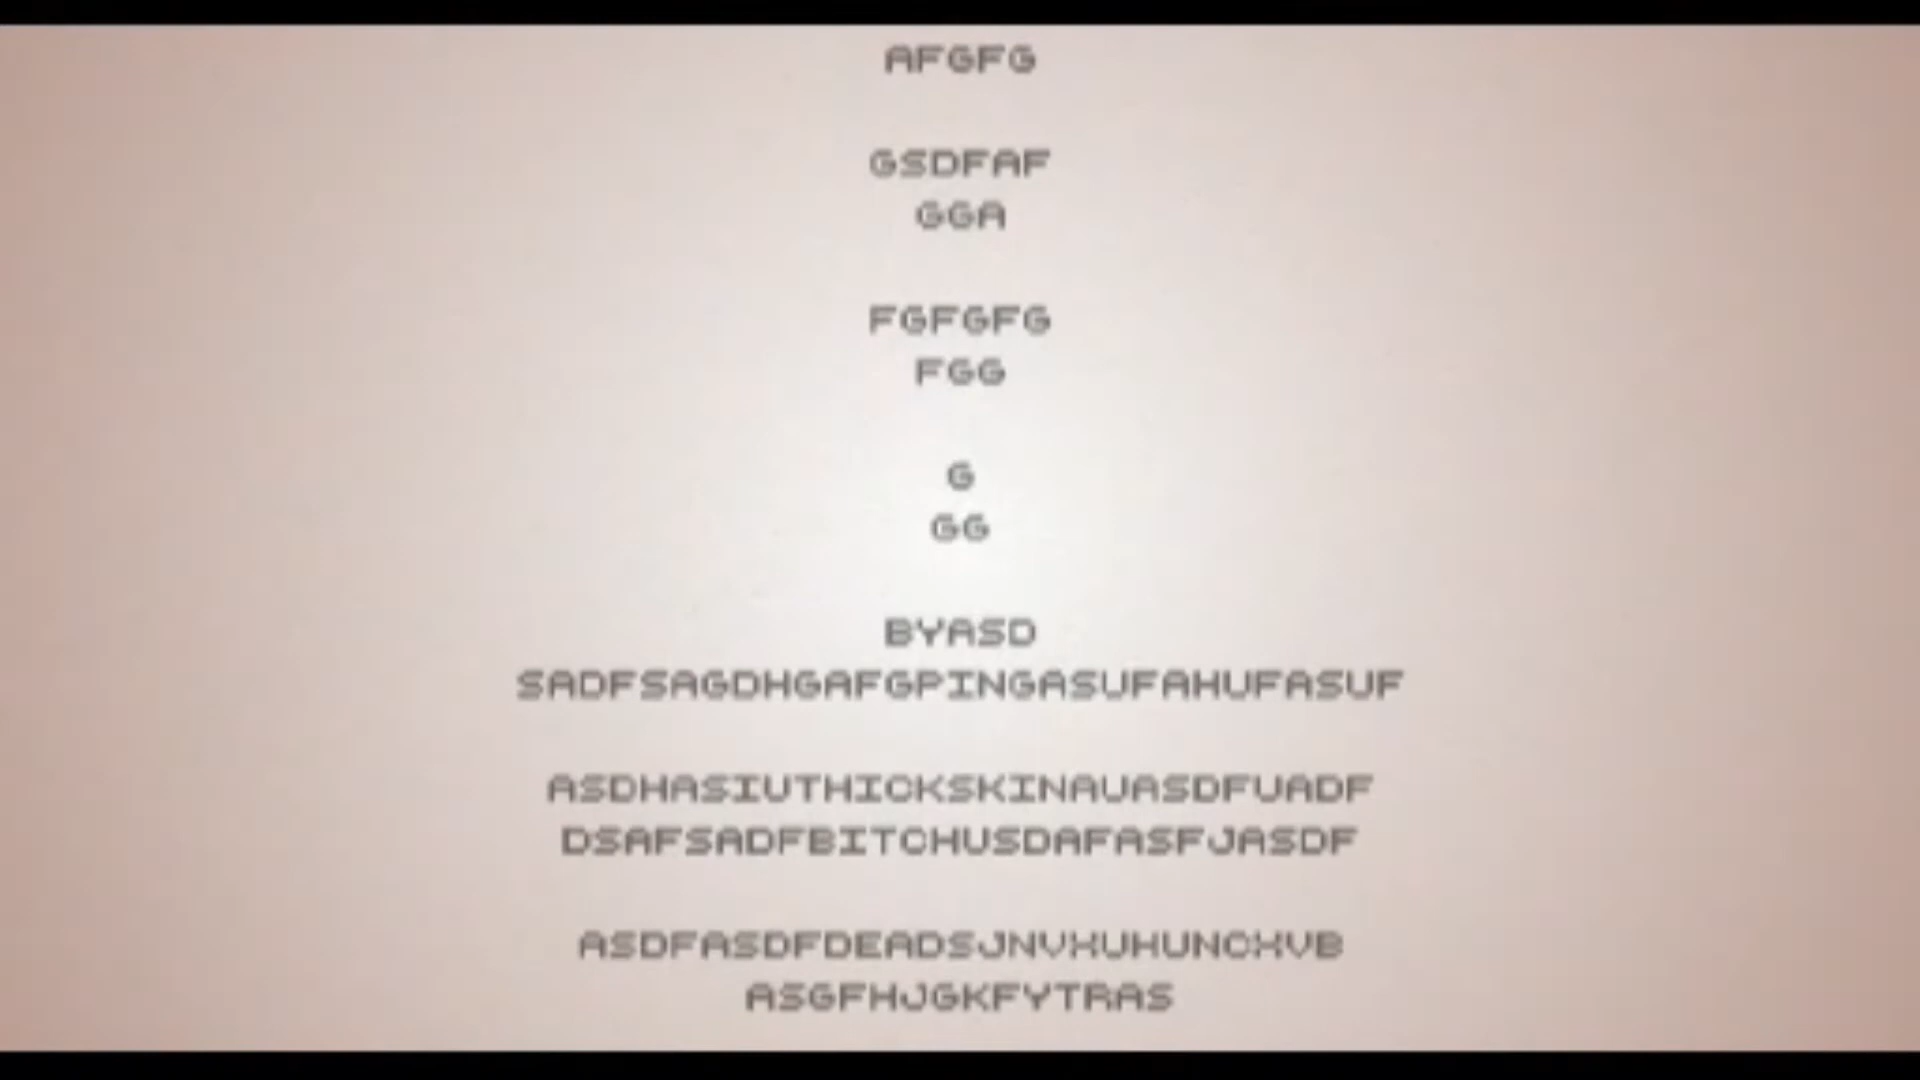 AFGFG
GSDFAF
GGA
FGFGFG
FGG
G
GG
BYASD
SADFSAGDHGAFGPINGASUFAHUFASUF
ASDHASIUTHICKSKINAUASDFUADF
DSAFSADFBITCHUSDAFASFJASDF
ASDFASDFDEADSJNVXUHUNCXVB
ASGFHJGKFYTRAS